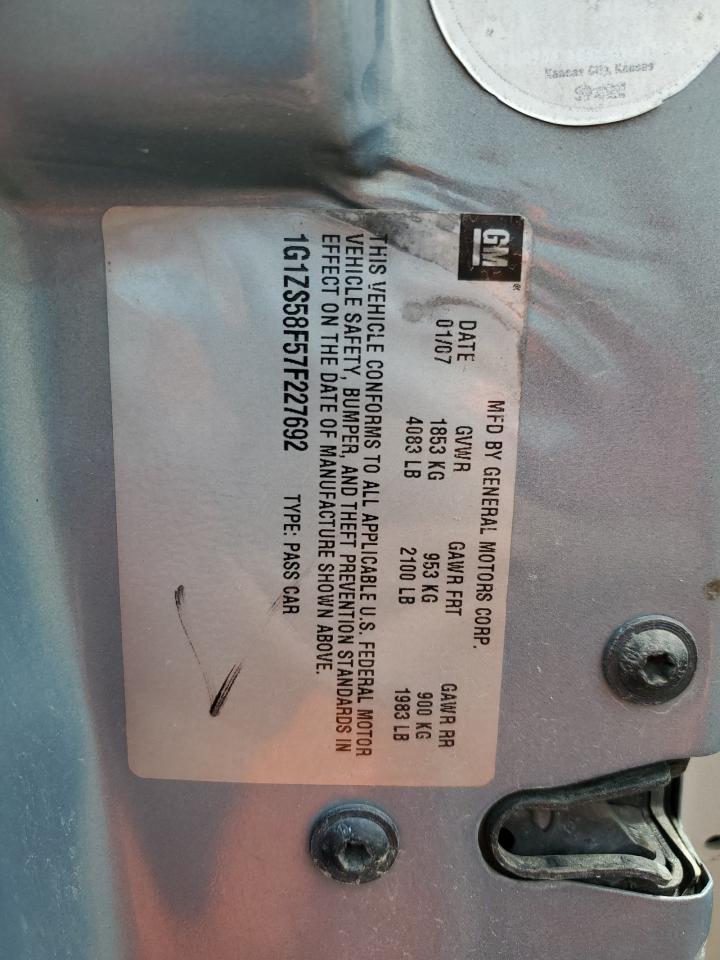 Kansas City, Kansas
GM
®
MFD BY GENERAL MOTORS CORP.
DATE GVWR GAWR FRT GAWR RR
01/07 1853 KG 953 KG 900 KG
4083 LB 2100 LB 1983 LB
THIS VEHICLE CONFORMS TO ALL APPLICABLE U.S. FEDERAL MOTOR
VEHICLE SAFETY, BUMPER, AND THEFT PREVENTION STANDARDS IN
EFFECT ON THE DATE OF MANUFACTURE SHOWN ABOVE.
1G1ZS58F57F227692 TYPE: PASS CAR